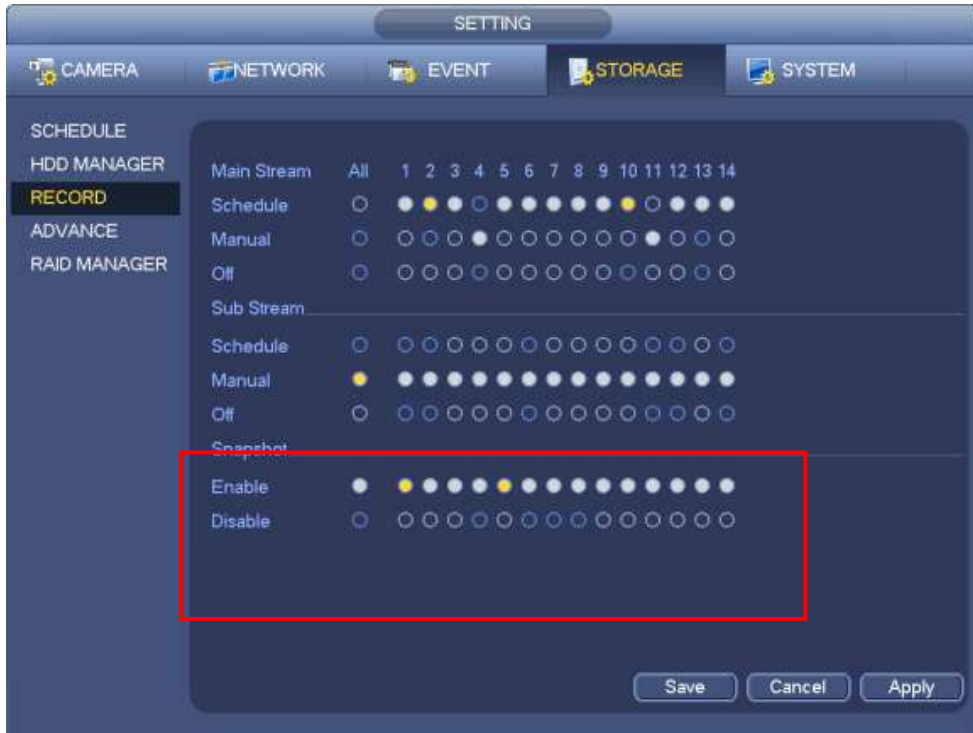 SETTING
CAMERA NETWORK EVENT STORAGE SYSTEM
SCHEDULE
HDD MANAGER
RECORD
ADVANCE
RAID MANAGER
Main Stream All 1 2 3 4 5 6 7 8 9 10 11 12 13 14
Schedule
Manual
Off
Sub Stream
Schedule
Manual
Off
Snapshot
Enable
Disable
Save Cancel Apply